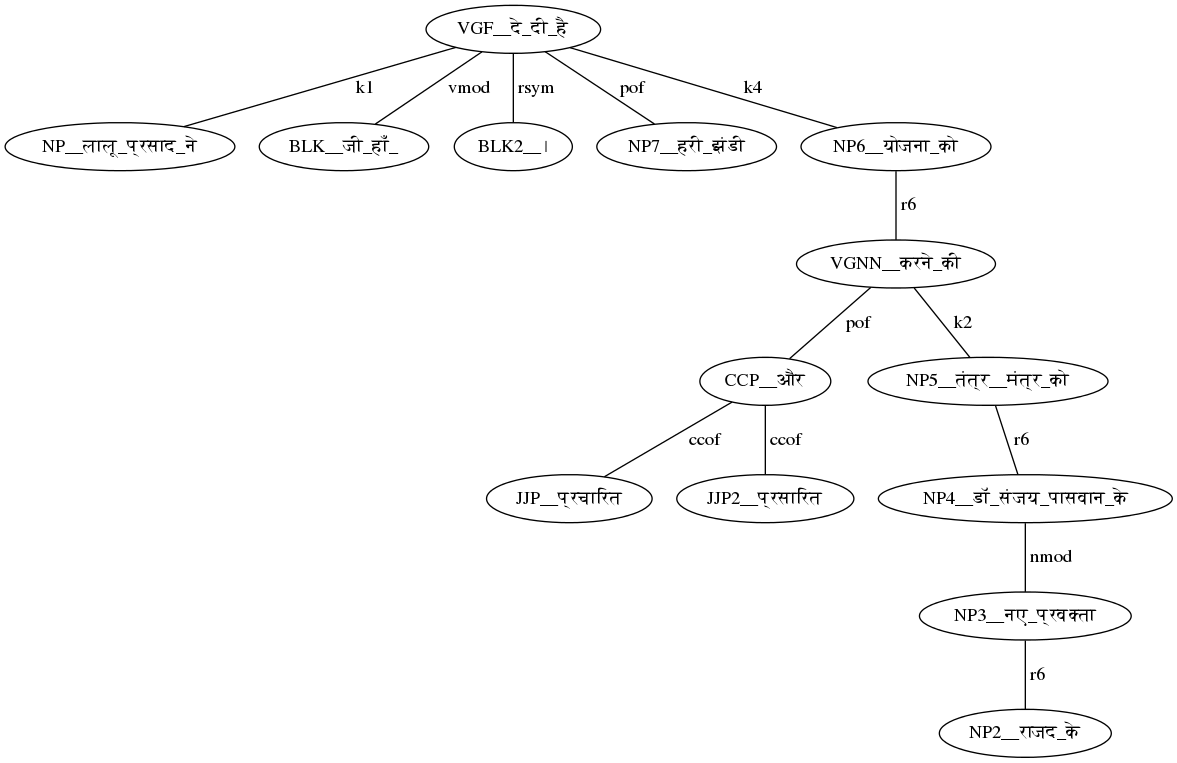 VGF__दे_दी_है
k1 vmod rsym pof k4
NP__लालू_प्रसाद_ने BLK__जी_हाँ_ BLK2__। NP7__हरी_झंडी NP6__योजना_को
r6
VGNN__करने_की
pof k2
CCP__और NP5__तंत्र__मंत्र_को
ccof ccof r6
JJP__प्रचारित JJP2__प्रसारित NP4__डॉ_संजय_पासवान_के
nmod
NP3__नए_प्रवक्ता
r6
NP2__राजद_के